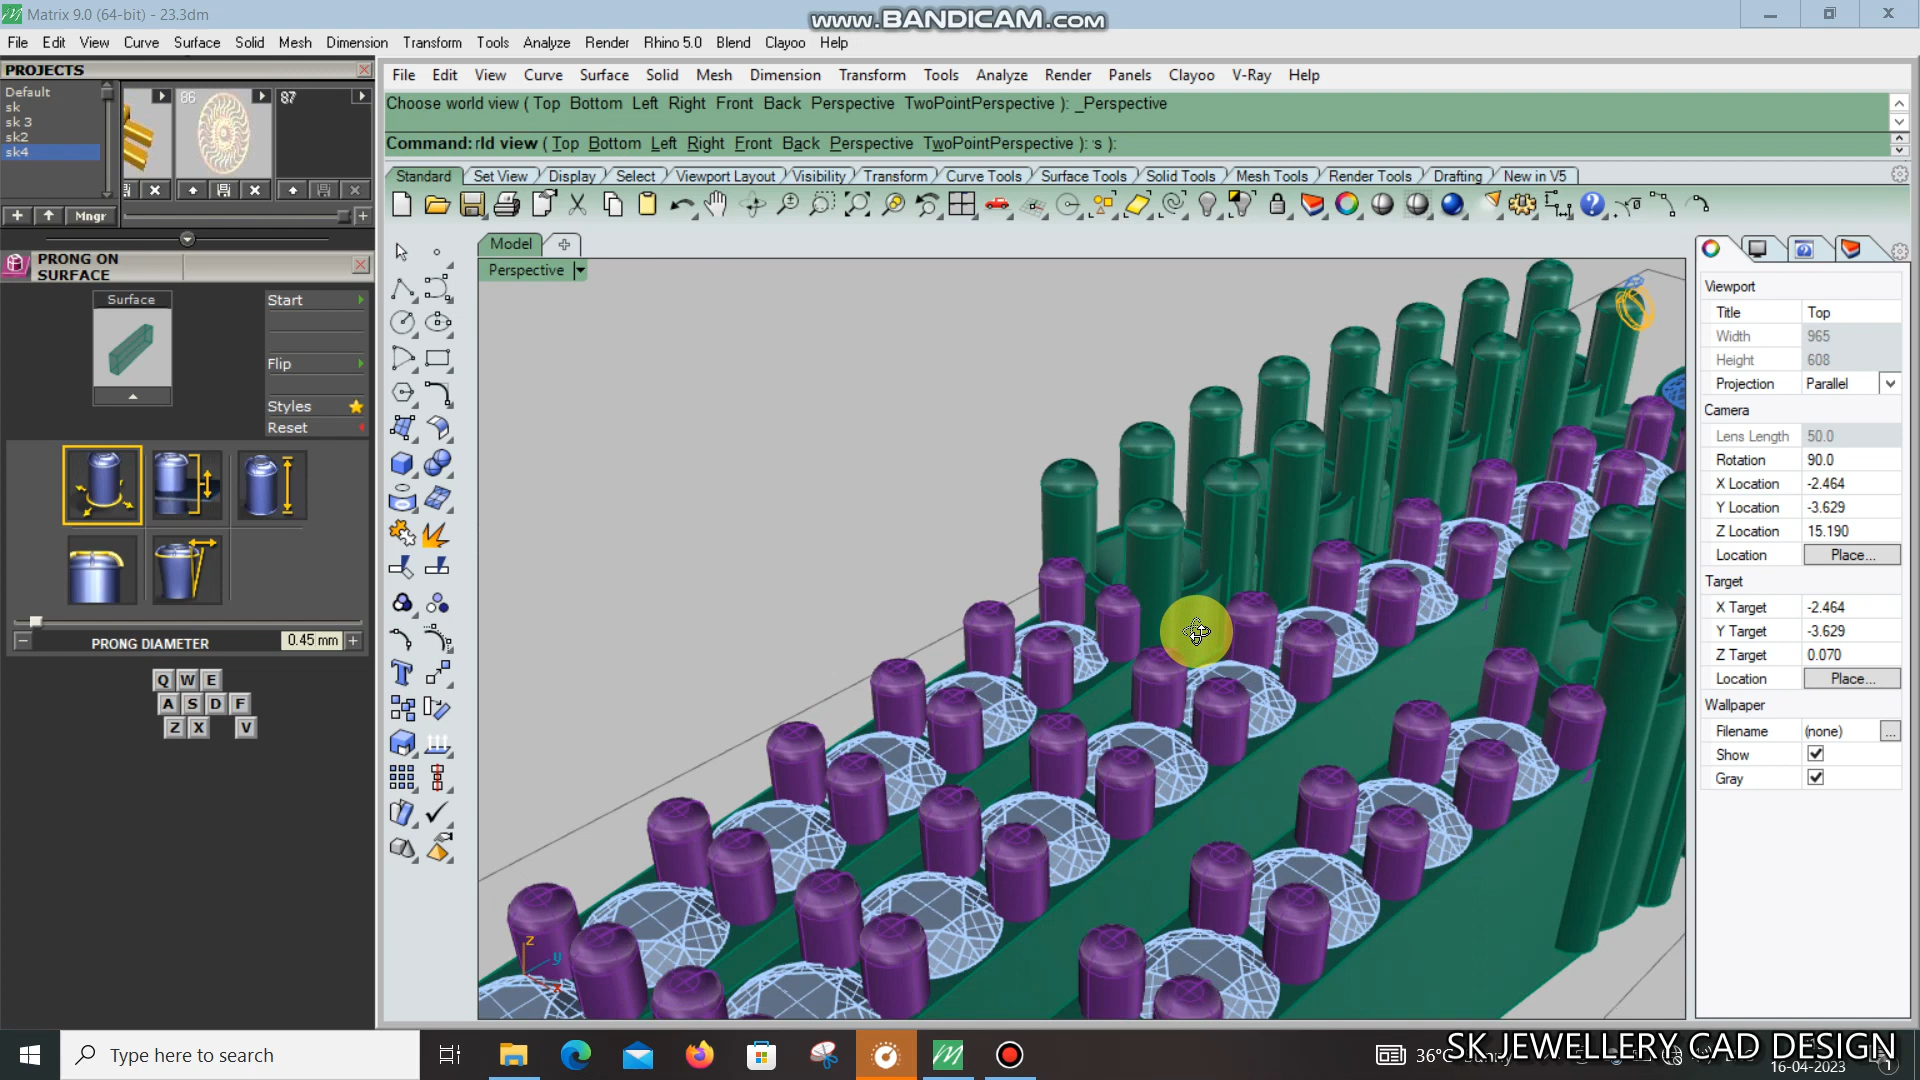 Matrix 9.0 (64-bit) - 23.3dm
www.BANDICAM.com
File Edit View Curve Surface Solid Mesh Dimension Transform Tools Analyze Render Rhino 5.0 Blend Clayoo Help
PROJECTS
Default
sk
sk 3
sk2
sk4
86
87
Mngr
File Edit View Curve Surface Solid Mesh Dimension Transform Tools Analyze Render Panels Clayoo V-Ray Help
Choose world view ( Top Bottom Left Right Front Back Perspective TwoPointPerspective ): _Perspective
Command: rld view ( Top Bottom Left Right Front Back Perspective TwoPointPerspective ): s ):
Standard Set View Display Select Viewport Layout Visibility Transform Curve Tools Surface Tools Solid Tools Mesh Tools Render Tools Drafting New in V5
PRONG ON
SURFACE
Surface
Start
Flip
Styles
Reset
PRONG DIAMETER 0.45 mm
Q W E
A S D F
Z X V
Model
Perspective
z
y
x
Viewport
Title Top
Width 965
Height 608
Projection Parallel
Camera
Lens Length 50.0
Rotation 90.0
X Location -2.464
Y Location -3.629
Z Location 15.190
Location Place...
Target
X Target -2.464
Y Target -3.629
Z Target 0.070
Location Place...
Wallpaper
Filename (none) ...
Show
Gray
Type here to search
36°C
SK JEWELLERY CAD DESIGN
16-04-2023
1